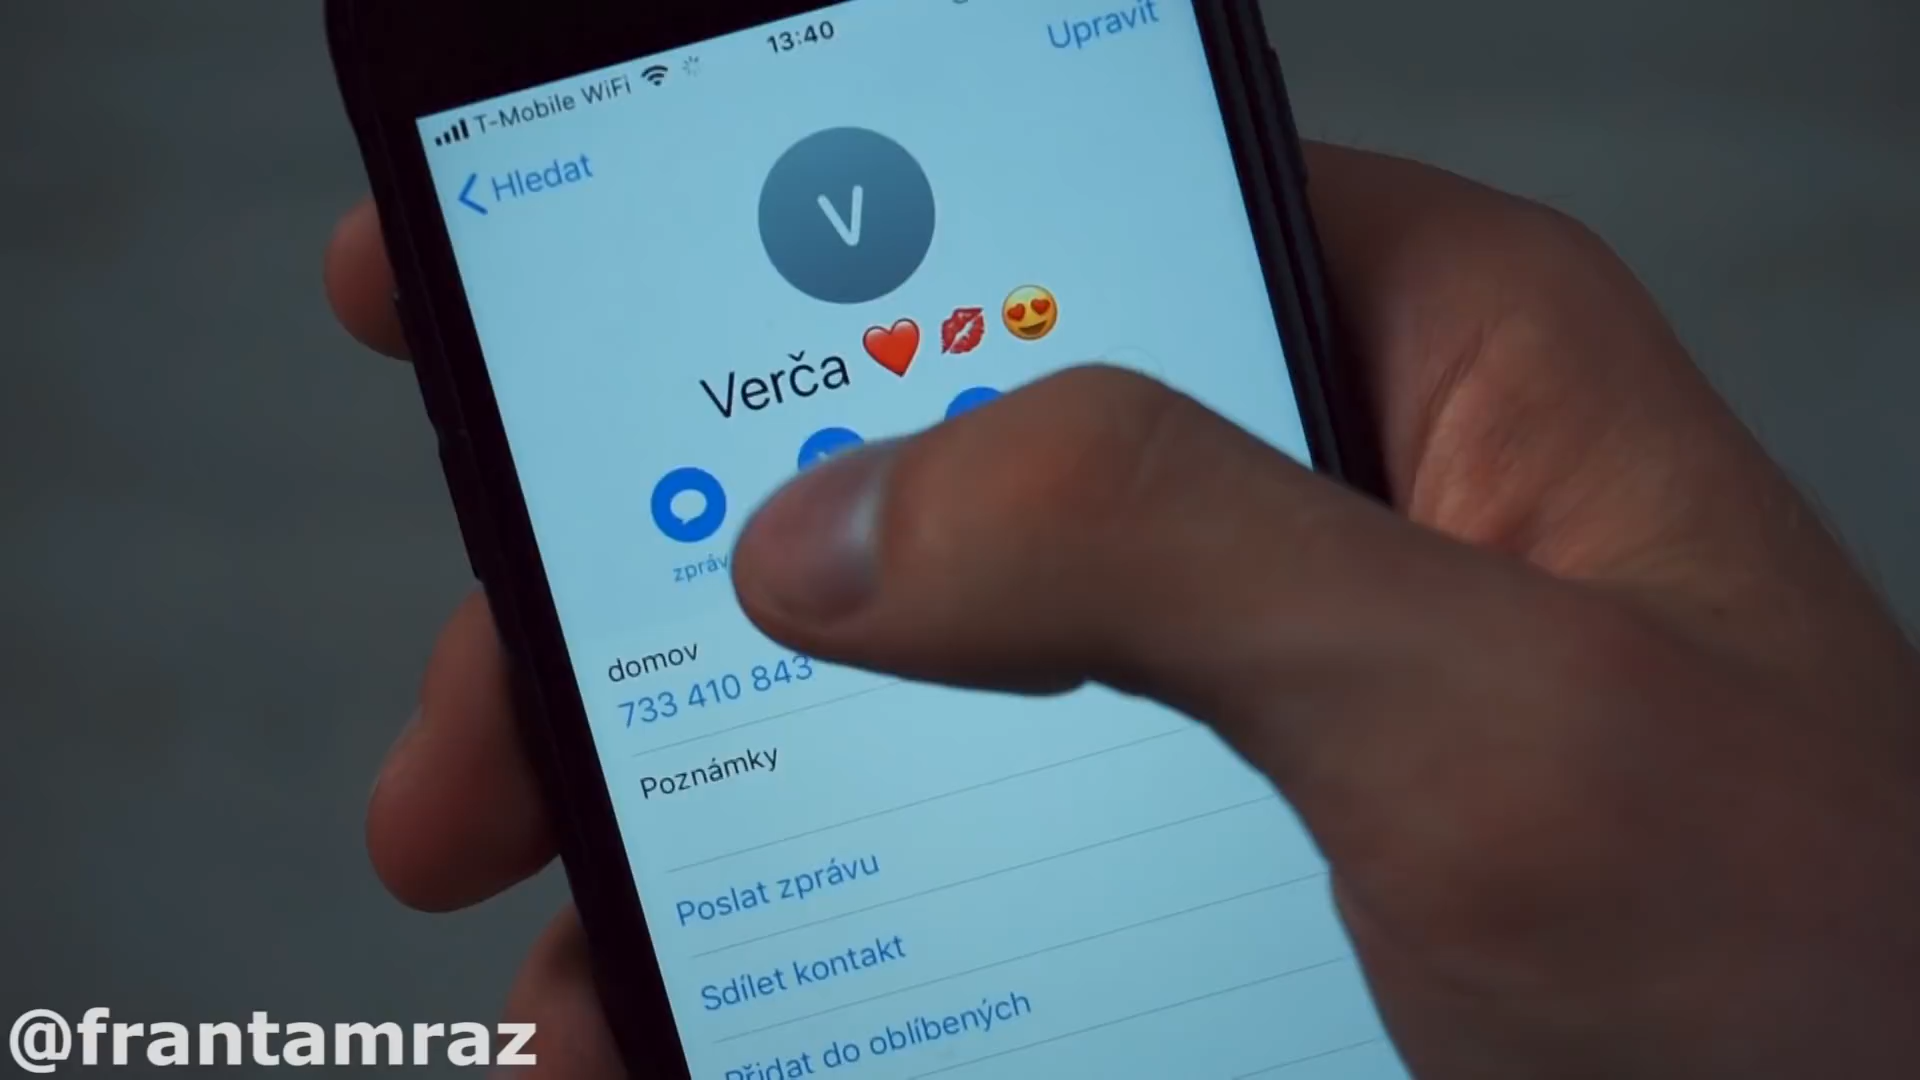 T-Mobile WiFi 13:40
Hledat Upravit
V
Verča ❤️ 💋 😍
domov
733 410 843
Poznámky
Poslat zprávu
Sdílet kontakt
Přidat do oblíbených
@frantamraz